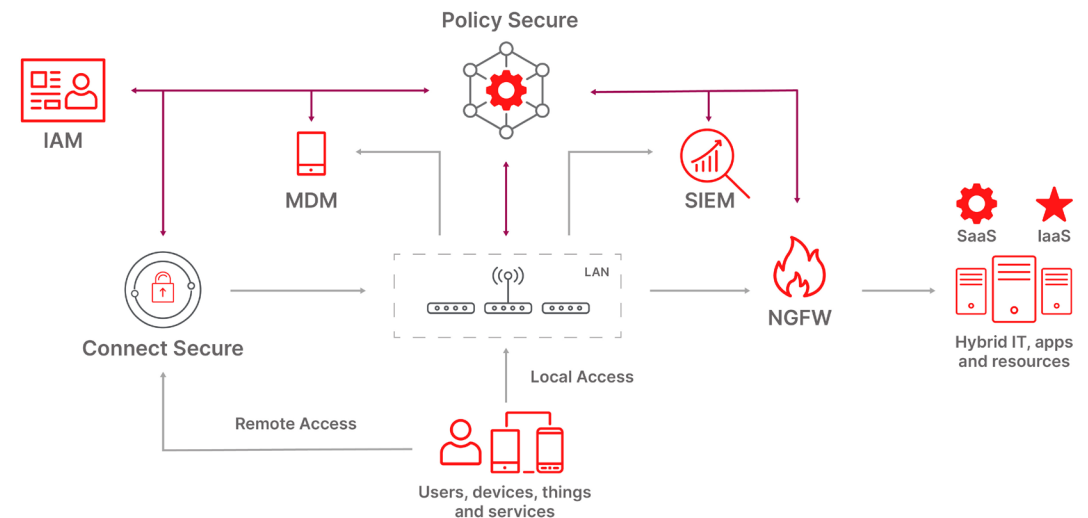 Policy Secure
IAM
MDM
SIEM
SaaS
IaaS
LAN
NGFW
Connect Secure
Hybrid IT, apps
and resources
Local Access
Remote Access
Users, devices, things
and services